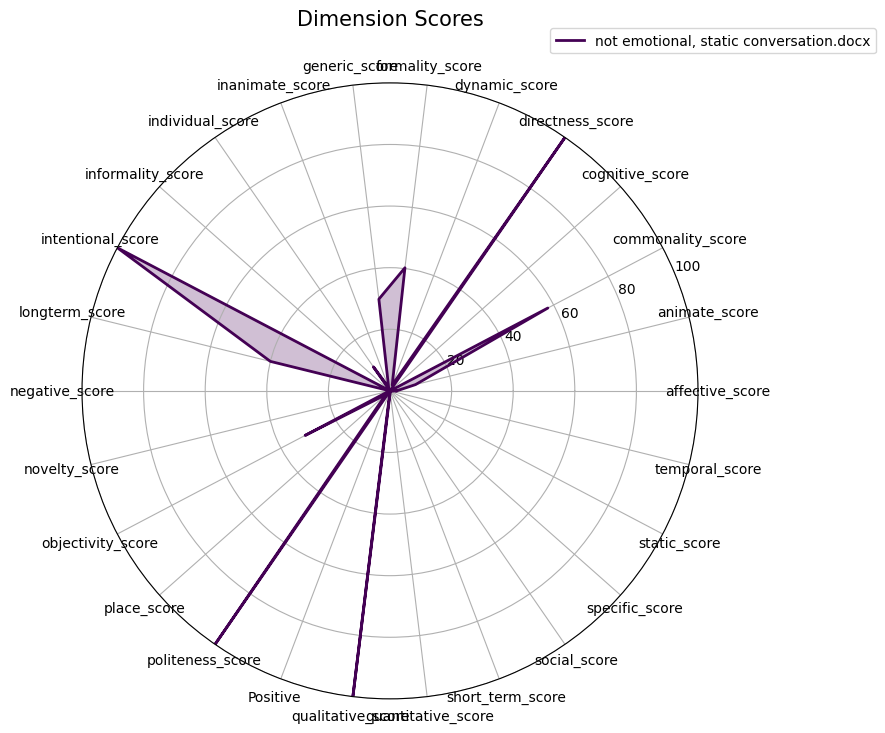 Dimension Scores
not emotional, static conversation.docx
generic_score
formality_score
inanimate_score
dynamic_score
individual_score
directness_score
informality_score
cognitive_score
intentional_score
commonality_score
100
80
longterm_score
60
animate_score
40
20
negative_score
affective_score
novelty_score
temporal_score
objectivity_score
static_score
place_score
specific_score
politeness_score
social_score
Positive
short_term_score
qualitative_score
quantitative_score